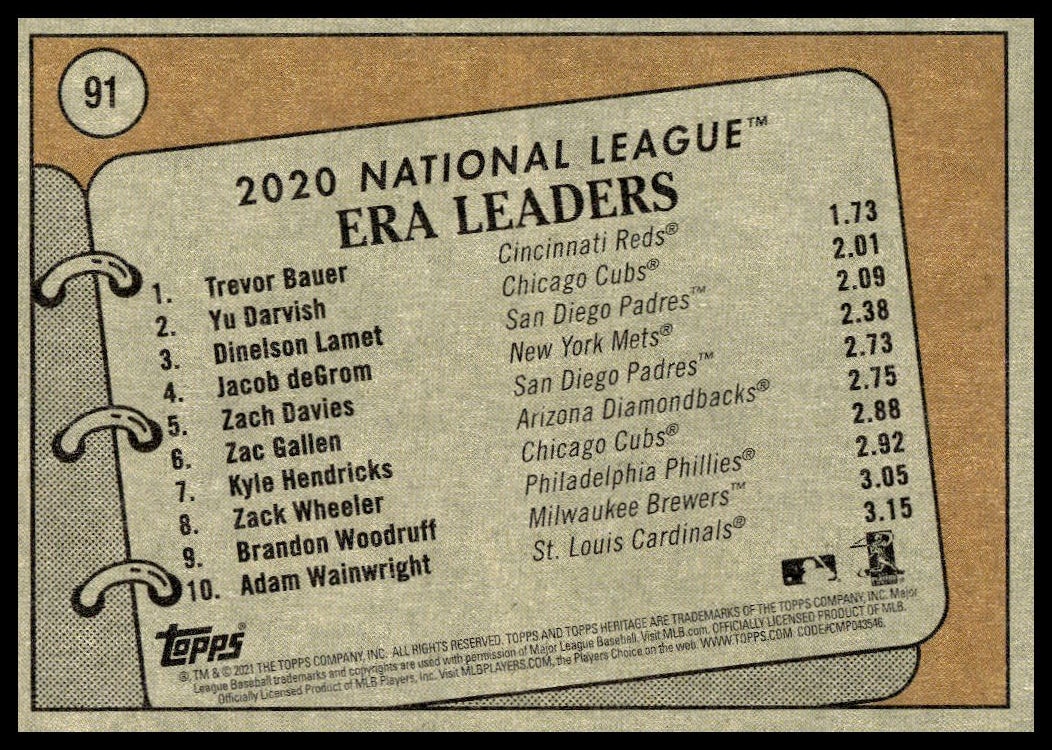 91
2020 NATIONAL LEAGUE™
ERA LEADERS
1. Trevor Bauer Cincinnati Reds® 1.73
2. Yu Darvish Chicago Cubs® 2.01
3. Dinelson Lamet San Diego Padres™ 2.09
4. Jacob deGrom New York Mets® 2.38
5. Zach Davies San Diego Padres™ 2.73
6. Zac Gallen Arizona Diamondbacks® 2.75
7. Kyle Hendricks Chicago Cubs® 2.88
8. Zack Wheeler Philadelphia Phillies® 2.92
9. Brandon Woodruff Milwaukee Brewers™ 3.05
10. Adam Wainwright St. Louis Cardinals® 3.15
topps®
®, TM & © 2021 THE TOPPS COMPANY, INC. ALL RIGHTS RESERVED. TOPPS AND TOPPS HERITAGE ARE TRADEMARKS OF THE TOPPS COMPANY, INC. Major
League Baseball trademarks and copyrights are used with permission of Major League Baseball. Visit MLB.com. OFFICIALLY LICENSED PRODUCT OF MLB
Officially Licensed Product of MLB Players, Inc. Visit MLBPLAYERS.COM, the Players Choice on the web. WWW.TOPPS.COM. CODE#CMP043546.